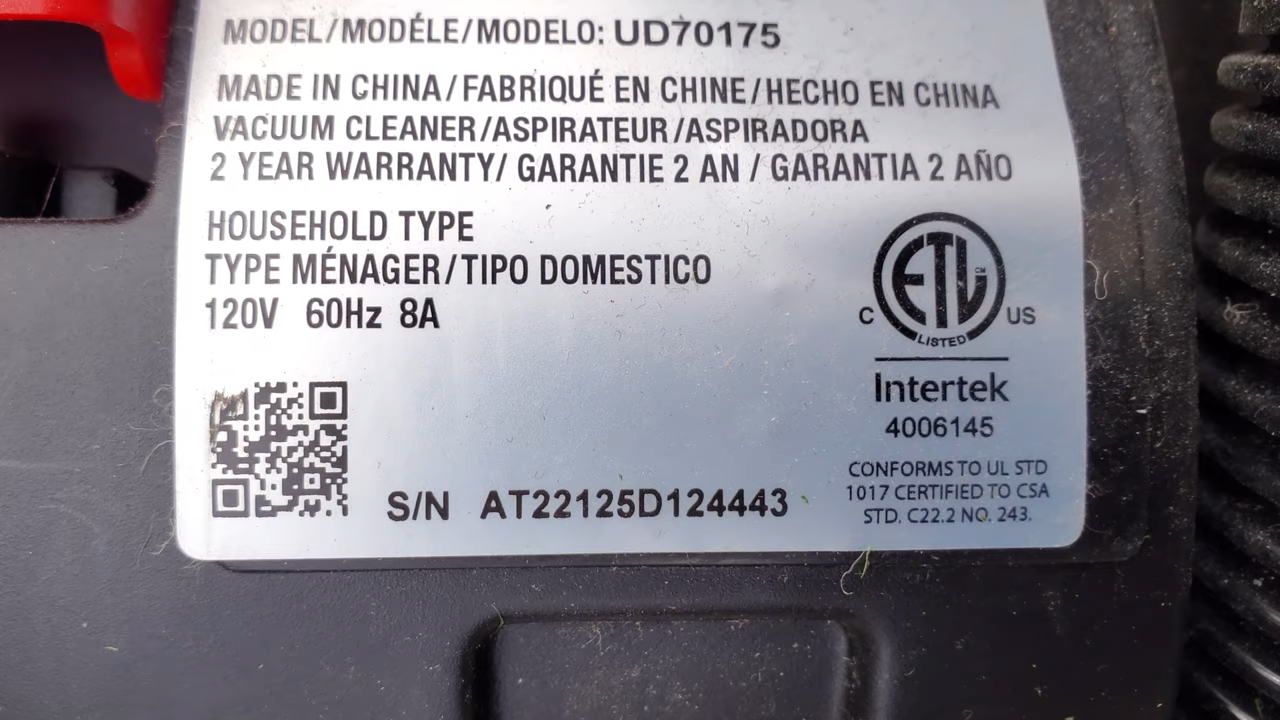 MODEL/MODÉLE/MODELO: UD70175
MADE IN CHINA/FABRIQUÉ EN CHINE/HECHO EN CHINA
VACUUM CLEANER/ASPIRATEUR/ASPIRADORA
2 YEAR WARRANTY/ GARANTIE 2 AN / GARANTIA 2 AÑO
HOUSEHOLD TYPE
TYPE MÉNAGER/TIPO DOMESTICO
120V 60Hz 8A
ETL CM
C US
LISTED
Intertek
4006145
CONFORMS TO UL STD
1017 CERTIFIED TO CSA
STD. C22.2 NO. 243.
S/N AT22125D124443